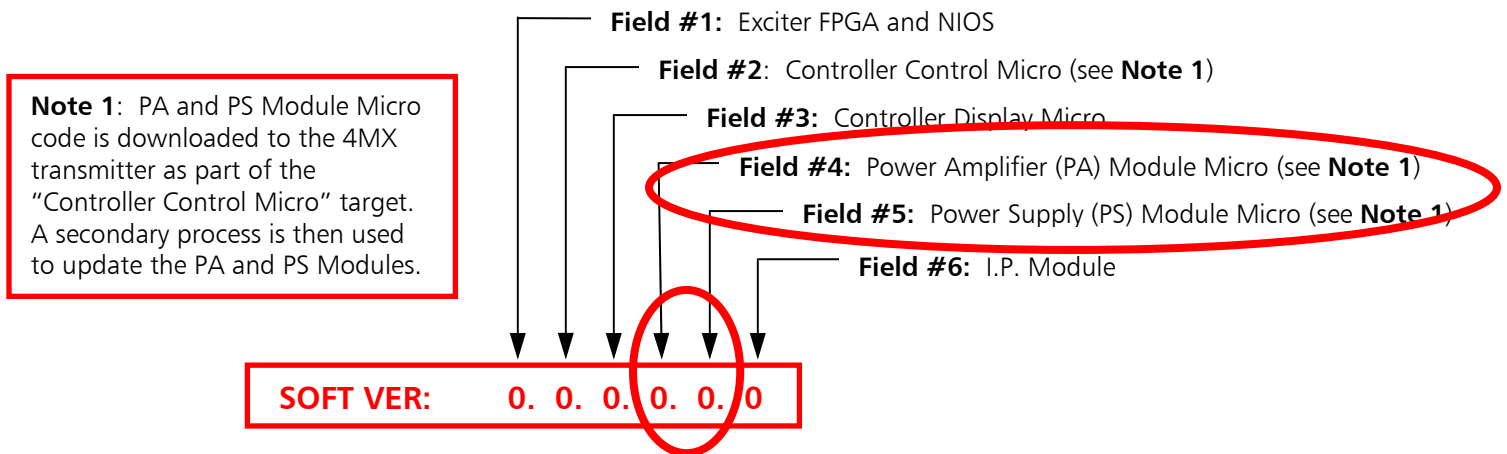 Field #1: Exciter FPGA and NIOS
Field #2: Controller Control Micro (see Note 1)
Field #3: Controller Display Micro
Field #4: Power Amplifier (PA) Module Micro (see Note 1)
Field #5: Power Supply (PS) Module Micro (see Note 1)
Field #6: I.P. Module
Note 1: PA and PS Module Micro
code is downloaded to the 4MX
transmitter as part of the
“Controller Control Micro” target.
A secondary process is then used
to update the PA and PS Modules.
SOFT VER: 0. 0. 0. 0. 0. 0